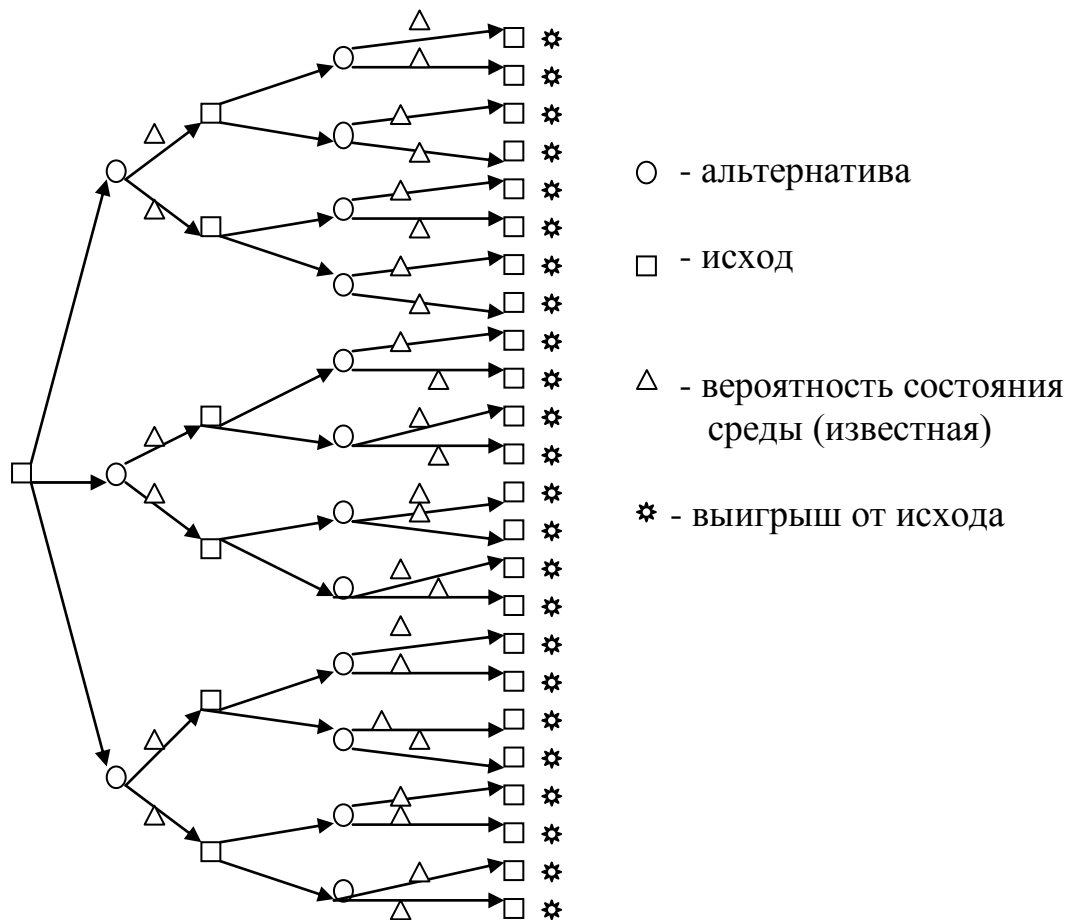 - альтернатива
- исход
- вероятность состояния
среды (известная)
- выигрыш от исхода